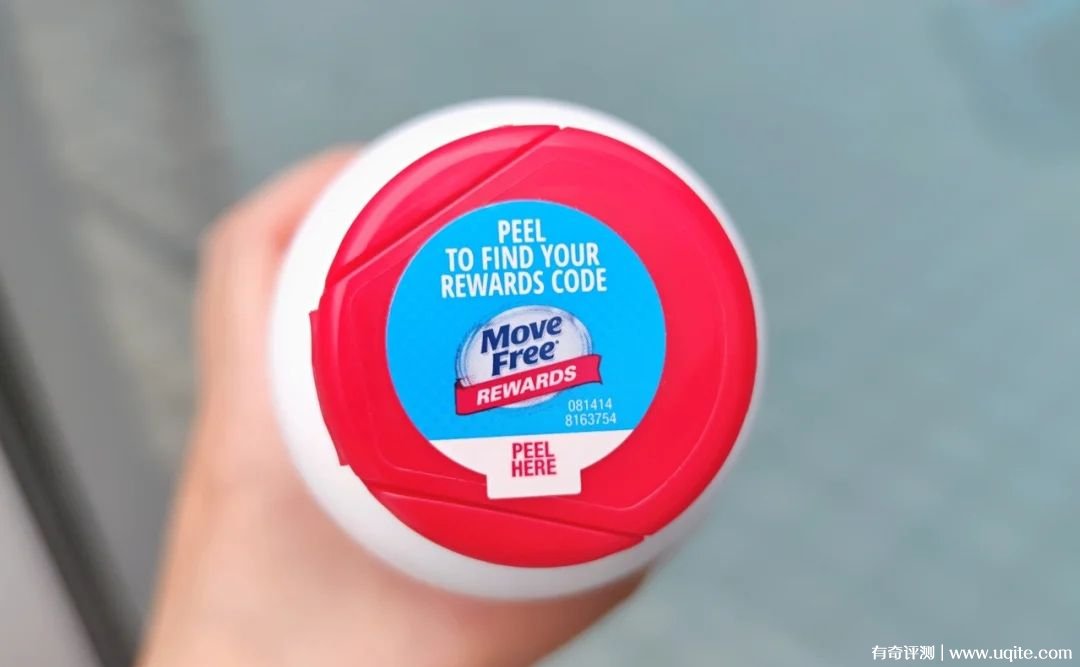 PEEL
TO FIND YOUR
REWARDS CODE
Move
Free®
REWARDS
081414
8163754
PEEL
HERE
有奇评测 | www.uqite.com